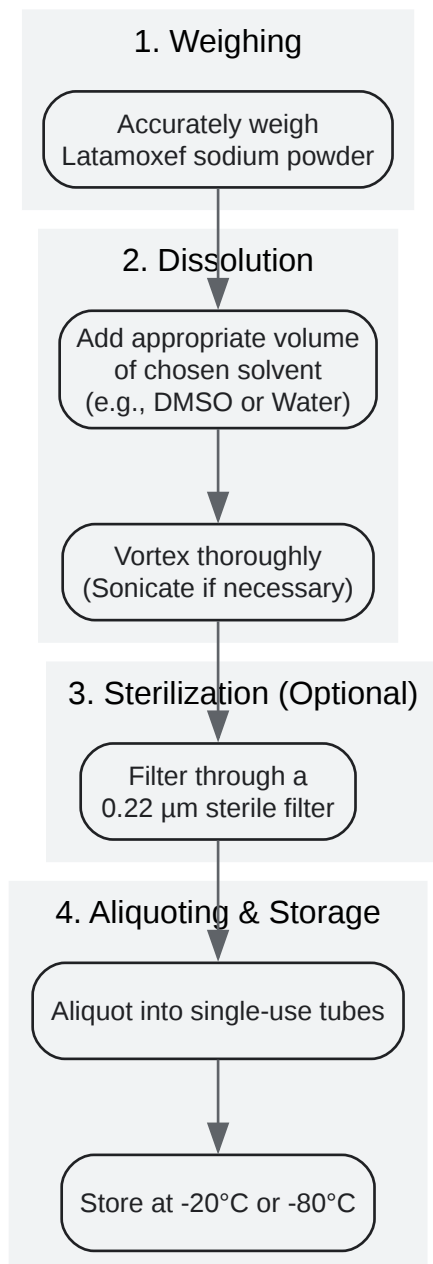 1. Weighing
Accurately weigh
Latamoxef sodium powder
2. Dissolution
Add appropriate volume
of chosen solvent
(e.g., DMSO or Water)
Vortex thoroughly
(Sonicate if necessary)
3. Sterilization (Optional)
Filter through a
0.22 µm sterile filter
4. Aliquoting & Storage
Aliquot into single-use tubes
Store at -20°C or -80°C